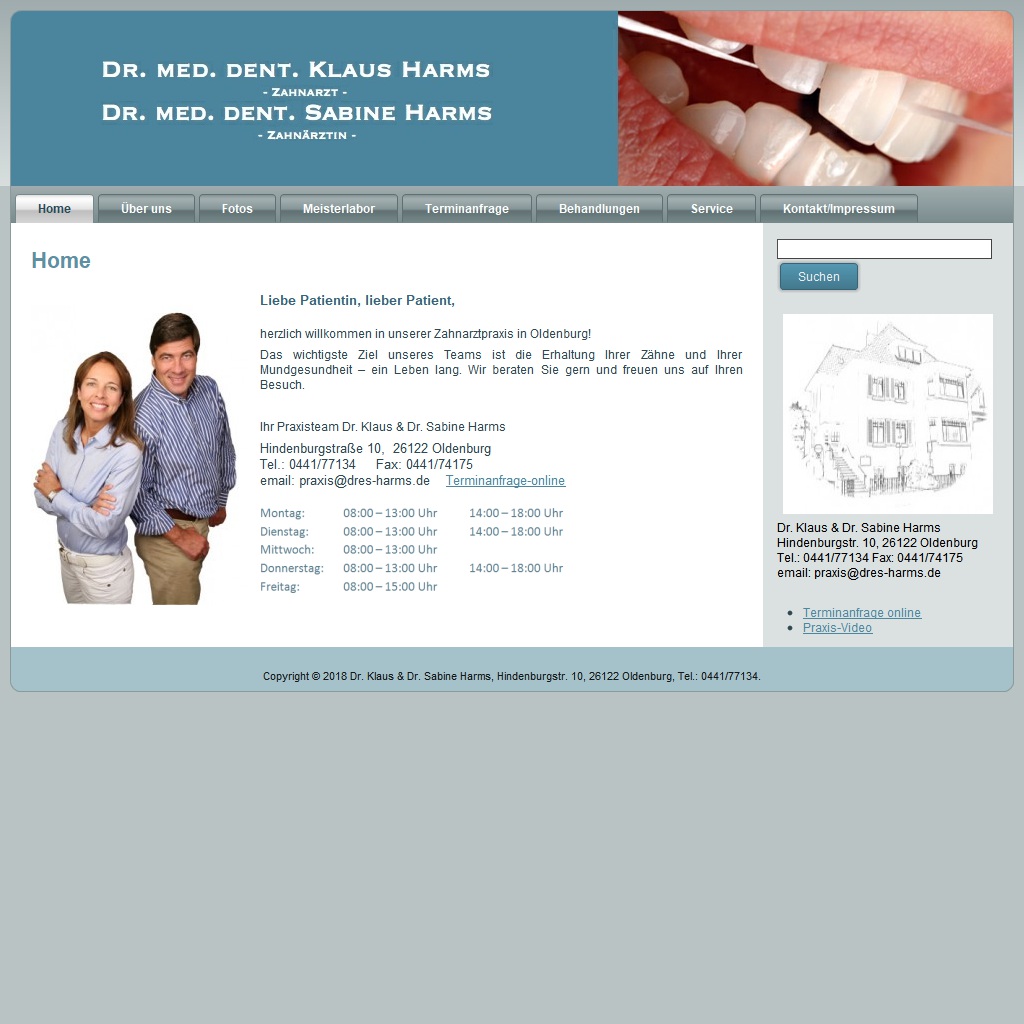 Dr. med. dent. Klaus Harms
- Zahnarzt -
Dr. med. dent. Sabine Harms
- Zahnärztin -
Home
Über uns
Fotos
Meisterlabor
Terminanfrage
Behandlungen
Service
Kontakt/Impressum
Home
Liebe Patientin, lieber Patient,
herzlich willkommen in unserer Zahnarztpraxis in Oldenburg!
Das wichtigste Ziel unseres Teams ist die Erhaltung Ihrer Zähne und Ihrer
Mundgesundheit – ein Leben lang. Wir beraten Sie gern und freuen uns auf Ihren
Besuch.
Ihr Praxisteam Dr. Klaus & Dr. Sabine Harms
Hindenburgstraße 10, 26122 Oldenburg
Tel.: 0441/77134 Fax: 0441/74175
email: praxis@dres-harms.de Terminanfrage-online
Montag: 08:00 – 13:00 Uhr 14:00 – 18:00 Uhr
Dienstag: 08:00 – 13:00 Uhr 14:00 – 18:00 Uhr
Mittwoch: 08:00 – 13:00 Uhr
Donnerstag: 08:00 – 13:00 Uhr 14:00 – 18:00 Uhr
Freitag: 08:00 – 15:00 Uhr
Suchen
Dr. Klaus & Dr. Sabine Harms
Hindenburgstr. 10, 26122 Oldenburg
Tel.: 0441/77134 Fax: 0441/74175
email: praxis@dres-harms.de
Terminanfrage online
Praxis-Video
Copyright © 2018 Dr. Klaus & Dr. Sabine Harms, Hindenburgstr. 10, 26122 Oldenburg, Tel.: 0441/77134.